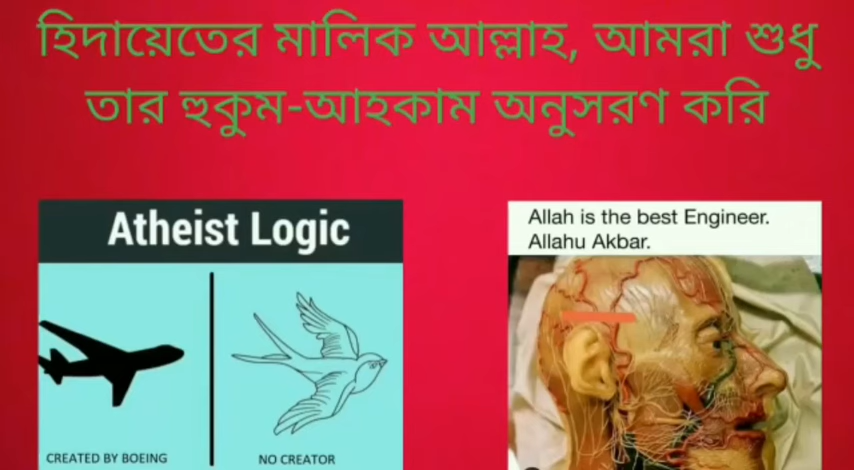 হিদায়েতের মালিক আল্লাহ, আমরা শুধু
তার হুকুম-আহকাম অনুসরণ করি
Atheist Logic
CREATED BY BOEING
NO CREATOR
Allah is the best Engineer.
Allahu Akbar.